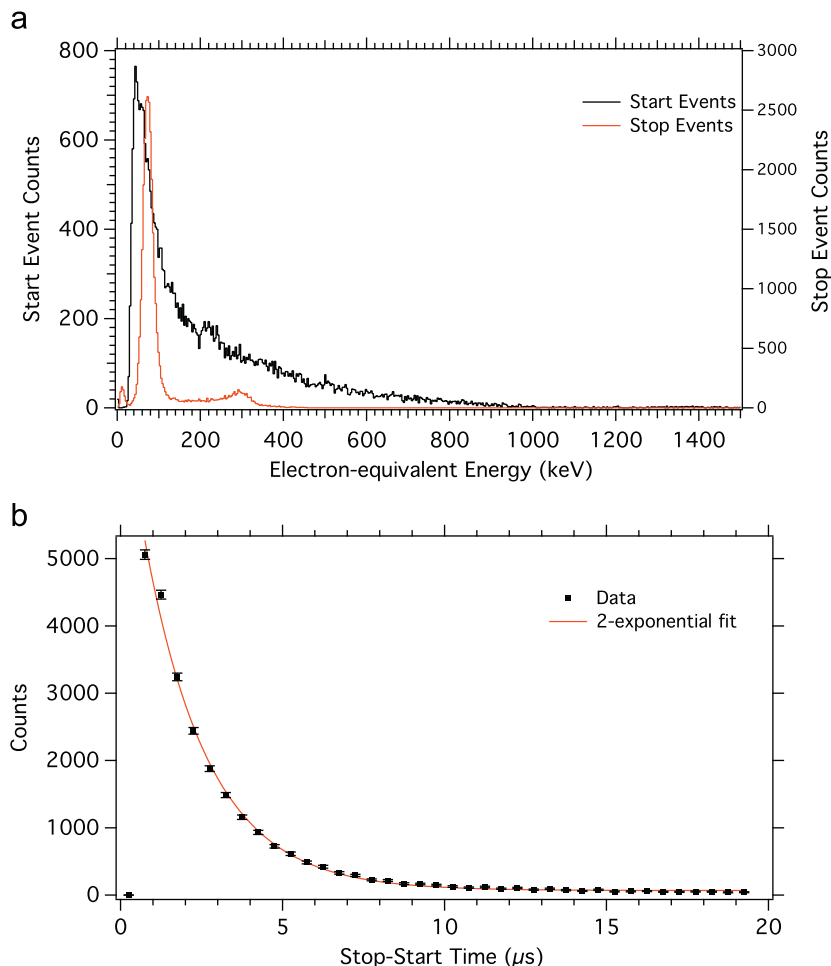 a
800
600
400
200
0
3000
2500
2000
1500
1000
500
0
Start Event Counts
Stop Event Counts
Start Events
Stop Events
0 200 400 600 800 1000 1200 1400
Electron-equivalent Energy (keV)
b
5000
4000
3000
2000
1000
0
Counts
Data
2-exponential fit
0 5 10 15 20
Stop-Start Time (μs)